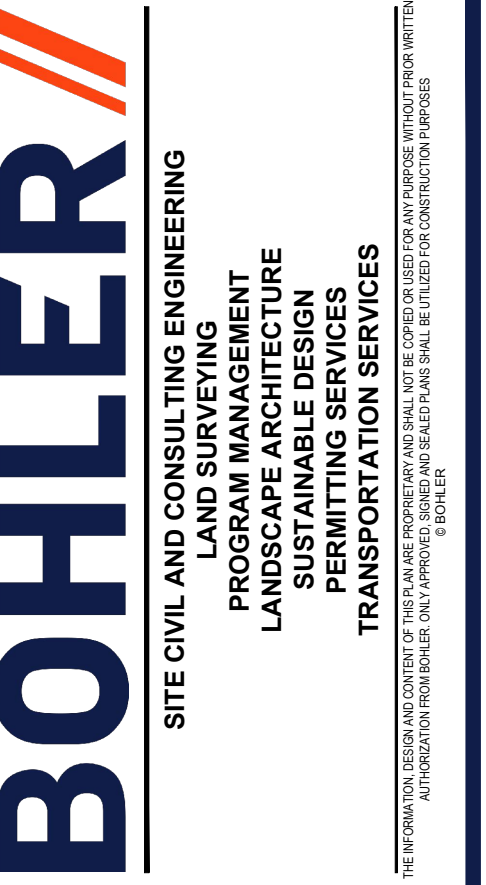 BOHLER//
SITE CIVIL AND CONSULTING ENGINEERING
LAND SURVEYING
PROGRAM MANAGEMENT
LANDSCAPE ARCHITECTURE
SUSTAINABLE DESIGN
PERMITTING SERVICES
TRANSPORTATION SERVICES
THE INFORMATION, DESIGN AND CONTENT OF THIS PLAN ARE PROPRIETARY AND SHALL NOT BE COPIED OR USED FOR ANY PURPOSE WITHOUT PRIOR WRITTEN
AUTHORIZATION FROM BOHLER. ONLY APPROVED, SIGNED AND SEALED PLANS SHALL BE UTILIZED FOR CONSTRUCTION PURPOSES
© BOHLER